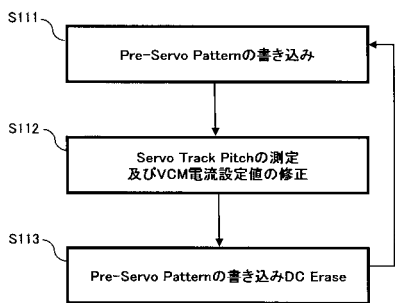 S111
Pre-Servo Patternの書き込み
S112
Servo Track Pitchの測定
及びVCM電流設定値の修正
S113
Pre-Servo Patternの書き込みDC Erase